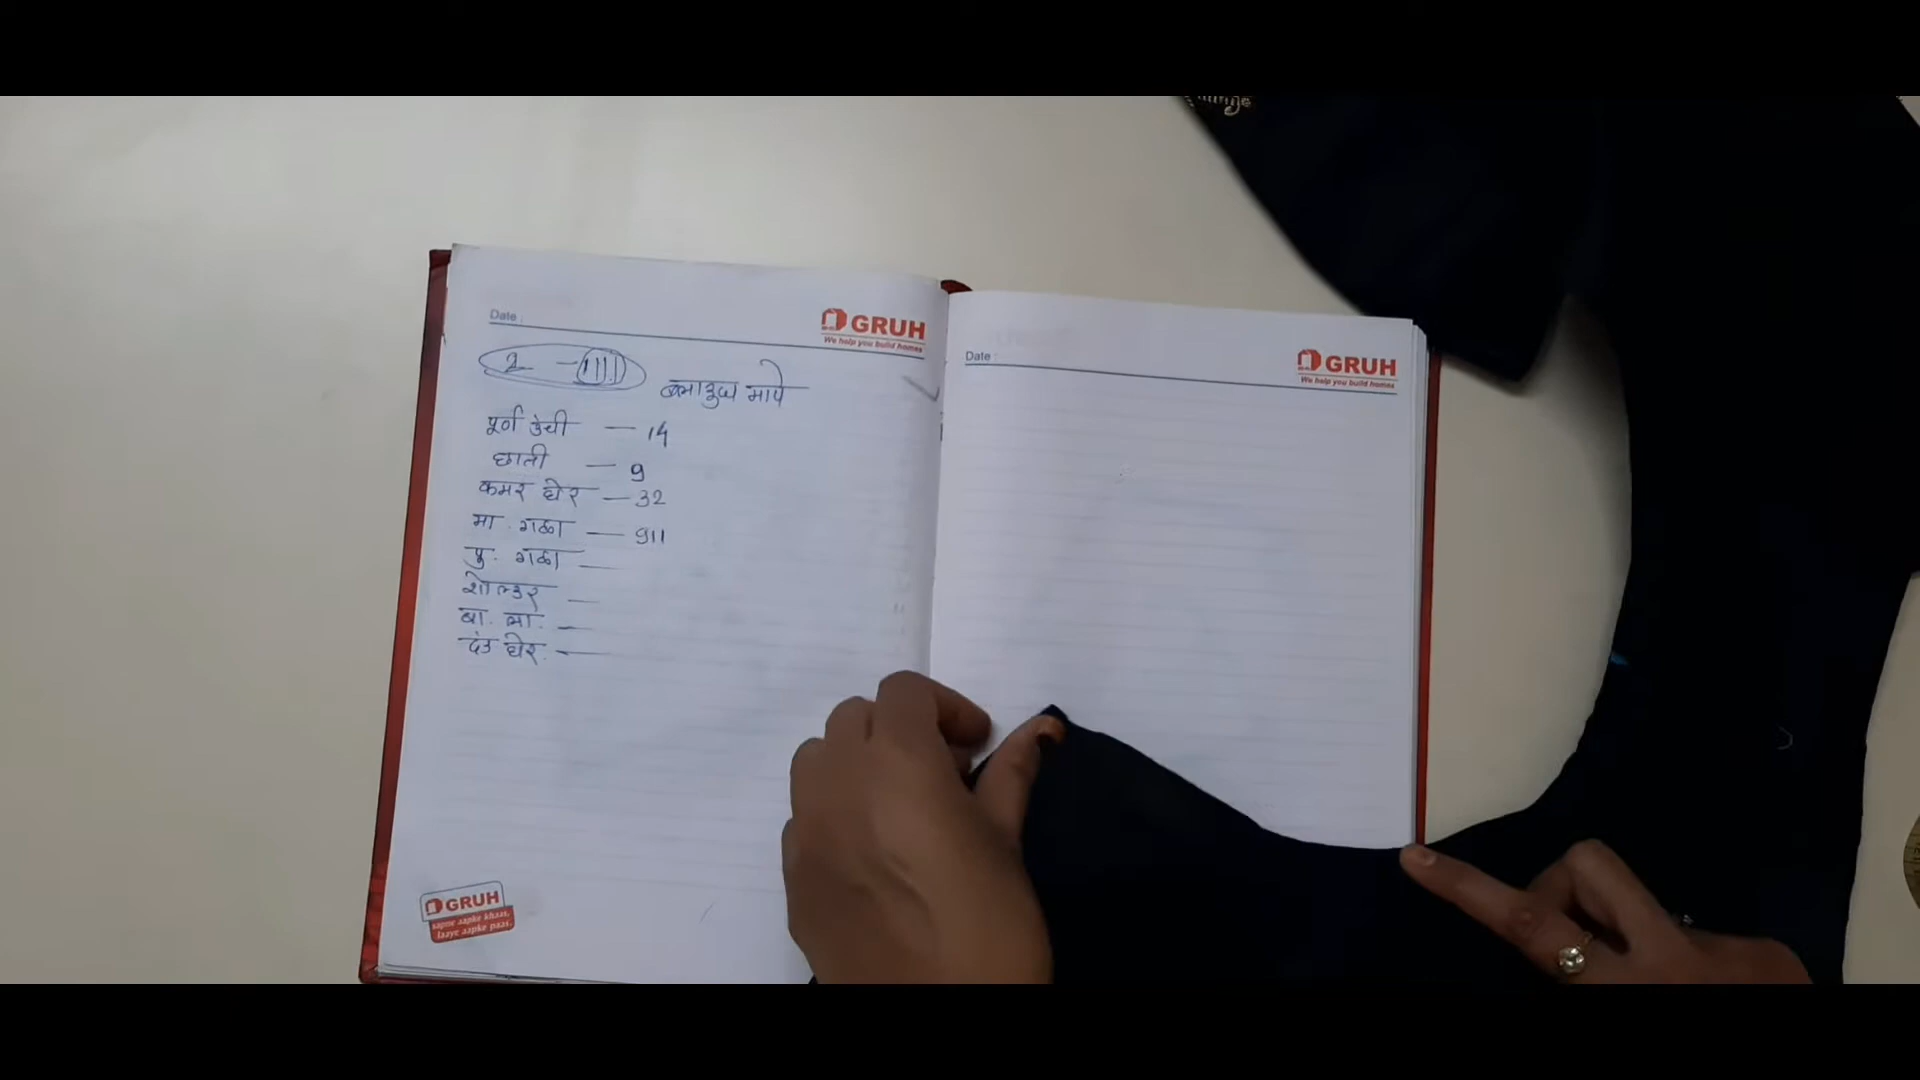 Date :
GRUH
We help you build homes
2 — ||||
ब्लाउज मापे
पूर्ण उंची — 14
छाती — 9
कमर घेर — 32
मा. गळा — 9॥
पु. गळा —
शोल्डर —
बा. ला. —
दंड घेर. —
GRUH
sapne aapke khaas,
laaye aapke paas.
Date :
GRUH
We help you build homes